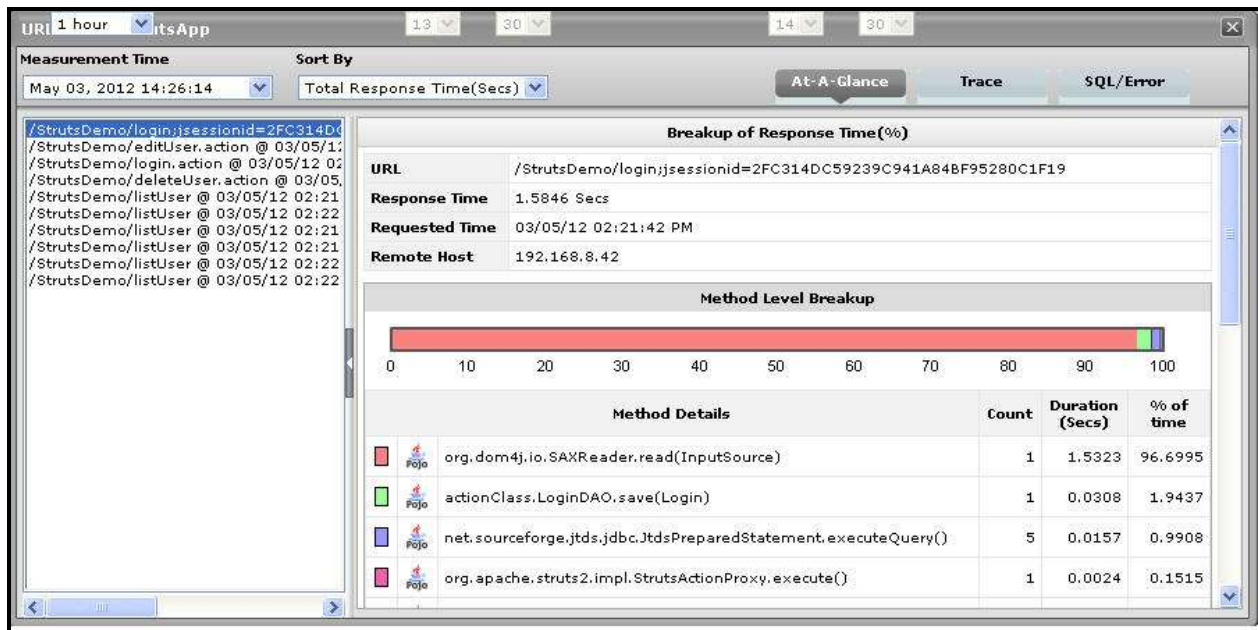 URL 1 hour utsApp 13 30 14 30
Measurement Time Sort By
May 03, 2012 14:26:14 Total Response Time(Secs) At-A-Glance Trace SQL/Error
/StrutsDemo/login;jsessionid=2FC314DC
/StrutsDemo/editUser.action @ 03/05/12
/StrutsDemo/login.action @ 03/05/12 02
/StrutsDemo/deleteUser.action @ 03/05,
/StrutsDemo/listUser @ 03/05/12 02:21
/StrutsDemo/listUser @ 03/05/12 02:22
/StrutsDemo/listUser @ 03/05/12 02:21
/StrutsDemo/listUser @ 03/05/12 02:21
/StrutsDemo/listUser @ 03/05/12 02:22
/StrutsDemo/listUser @ 03/05/12 02:22
Breakup of Response Time(%)
URL /StrutsDemo/login;jsessionid=2FC314DC59239C941A84BF95280C1F19
Response Time 1.5846 Secs
Requested Time 03/05/12 02:21:42 PM
Remote Host 192.168.8.42
Method Level Breakup
0 10 20 30 40 50 60 70 80 90 100
Method Details Count Duration (Secs) % of time
Pojo org.dom4j.io.SAXReader.read(InputSource) 1 1.5323 96.6995
Pojo actionClass.LoginDAO.save(Login) 1 0.0308 1.9437
Pojo net.sourceforge.jtds.jdbc.JtdsPreparedStatement.executeQuery() 5 0.0157 0.9908
Pojo org.apache.struts2.impl.StrutsActionProxy.execute() 1 0.0024 0.1515